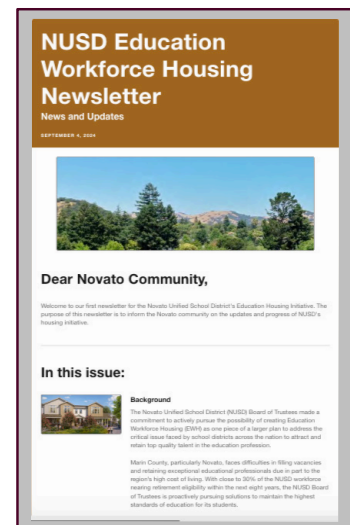 NUSD Education
Workforce Housing
Newsletter
News and Updates
SEPTEMBER 4, 2024
Dear Novato Community,
Welcome to our first newsletter for the Novato Unified School District's Education Housing Initiative. The
purpose of this newsletter is to inform the Novato community on the updates and progress of NUSD's
housing initiative.
In this issue:
Background
The Novato Unified School District (NUSD) Board of Trustees made a
commitment to actively pursue the possibility of creating Education
Workforce Housing (EWH) as one piece of a larger plan to address the
critical issue faced by school districts across the nation to attract and
retain top quality talent in the education profession.
Marin County, particularly Novato, faces difficulties in filling vacancies
and retaining exceptional educational professionals due in part to the
region's high cost of living. With close to 30% of the NUSD workforce
nearing retirement eligibility within the next eight years, the NUSD Board
of Trustees is proactively pursuing solutions to maintain the highest
standards of education for its students.